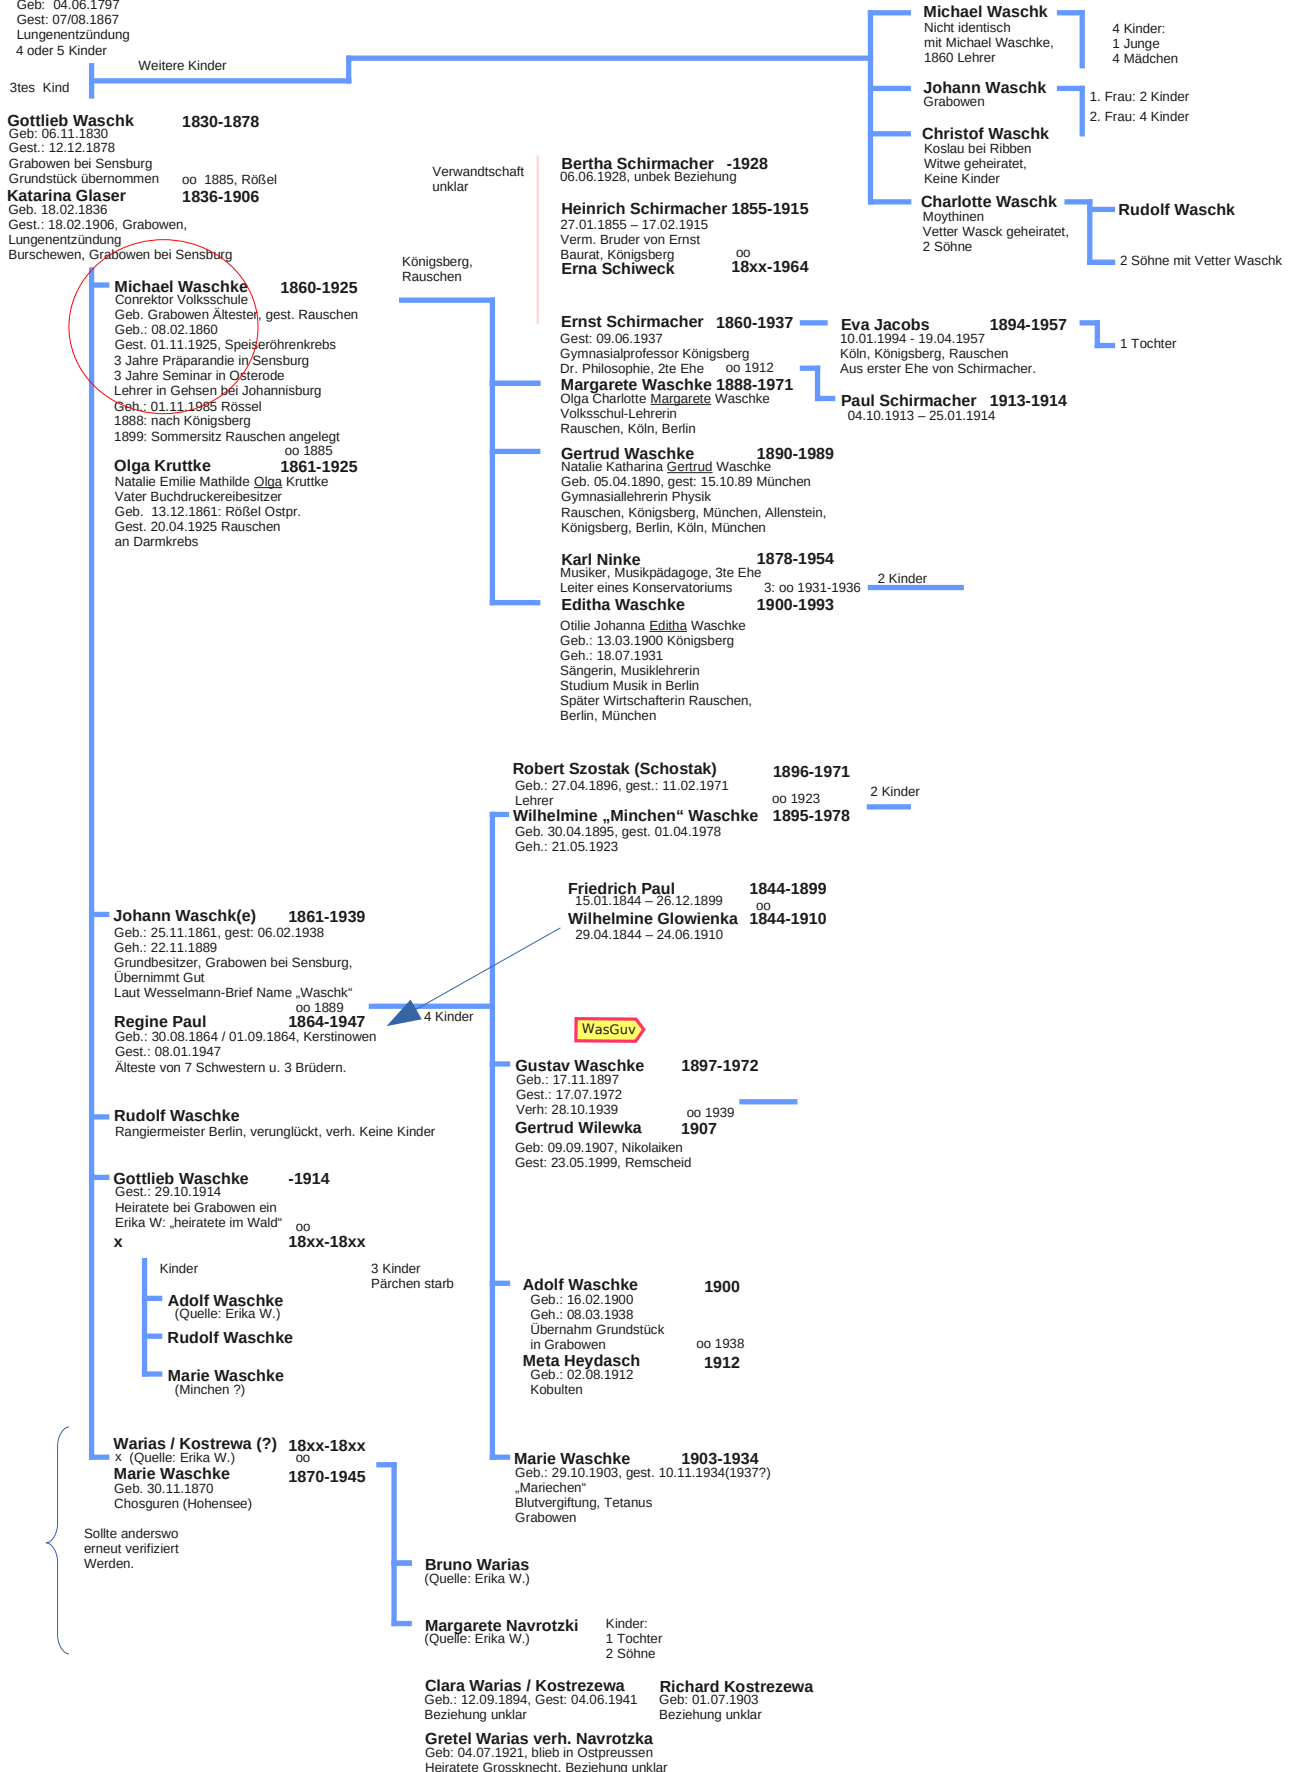 Geb:  04.06.1797
Gest: 07/08.1867
Lungenentzündung
4 oder 5 Kinder
Weitere Kinder
3tes  Kind
Gottlieb Waschk 1830-1878
Geb: 06.11.1830
Gest.: 12.12.1878
Grabowen bei Sensburg
Grundstück übernommen oo  1885, Rößel
Katarina Glaser 1836-1906
Geb. 18.02.1836
Gest.: 18.02.1906, Grabowen,
Lungenentzündung
Burschewen, Grabowen bei Sensburg
Michael Waschk
Nicht identisch
mit Michael Waschke,
1860 Lehrer
4 Kinder:
1 Junge
4 Mädchen
Johann Waschk
Grabowen
1. Frau: 2 Kinder
2. Frau: 4 Kinder
Christof Waschk
Koslau bei Ribben
Witwe geheiratet,
Keine Kinder
Charlotte Waschk
Moythinen
Vetter Wasck geheiratet,
2 Söhne
Rudolf Waschk
2 Söhne mit Vetter Waschk
Verwandtschaft
unklar
Bertha Schirmacher -1928
06.06.1928, unbek Beziehung
Heinrich Schirmacher 1855-1915
27.01.1855 – 17.02.1915
Verm. Bruder von Ernst
Baurat, Königsberg oo
Erna Schiweck 18xx-1964
Michael Waschke 1860-1925
Conrektor Volksschule
Geb. Grabowen Ältester, gest. Rauschen
Geb.: 08.02.1860
Gest. 01.11.1925, Speiseröhrenkrebs
3 Jahre Präparandie in Sensburg
3 Jahre Seminar in Osterode
Lehrer in Gehsen bei Johannisburg
Geh.: 01.11.1985 Rössel
1888: nach Königsberg
1899: Sommersitz Rauschen angelegt
oo 1885
Olga Kruttke 1861-1925
Natalie Emilie Mathilde Olga Kruttke
Vater Buchdruckereibesitzer
Geb.  13.12.1861: Rößel Ostpr.
Gest. 20.04.1925 Rauschen
an Darmkrebs
Königsberg,
Rauschen
Ernst Schirmacher 1860-1937
Gest: 09.06.1937
Gymnasialprofessor Königsberg
Dr. Philosophie, 2te Ehe oo 1912
Margarete Waschke 1888-1971
Olga Charlotte Margarete Waschke
Volksschul-Lehrerin
Rauschen, Köln, Berlin
Eva Jacobs 1894-1957
10.01.1994 - 19.04.1957
Köln, Königsberg, Rauschen
Aus erster Ehe von Schirmacher.
1 Tochter
Paul Schirmacher 1913-1914
04.10.1913 – 25.01.1914
Gertrud Waschke 1890-1989
Natalie Katharina Gertrud Waschke
Geb. 05.04.1890, gest: 15.10.89 München
Gymnasiallehrerin Physik
Rauschen, Königsberg, München, Allenstein,
Königsberg, Berlin, Köln, München
Karl Ninke 1878-1954
Musiker, Musikpädagoge, 3te Ehe
Leiter eines Konservatoriums 3: oo 1931-1936
2 Kinder
Editha Waschke 1900-1993
Otilie Johanna Editha Waschke
Geb.: 13.03.1900 Königsberg
Geh.: 18.07.1931
Sängerin, Musiklehrerin
Studium Musik in Berlin
Später Wirtschafterin Rauschen,
Berlin, München
Robert Szostak (Schostak) 1896-1971
Geb.: 27.04.1896, gest.: 11.02.1971
Lehrer oo 1923
2 Kinder
Wilhelmine „Minchen“ Waschke 1895-1978
Geb. 30.04.1895, gest. 01.04.1978
Geh.: 21.05.1923
Friedrich Paul 1844-1899
15.01.1844 – 26.12.1899 oo
Wilhelmine Glowienka 1844-1910
29.04.1844 – 24.06.1910
Johann Waschk(e) 1861-1939
Geb.: 25.11.1861, gest: 06.02.1938
Geh.: 22.11.1889
Grundbesitzer, Grabowen bei Sensburg,
Übernimmt Gut
Laut Wesselmann-Brief Name „Waschk“
oo 1889
Regine Paul 1864-1947
Geb.: 30.08.1864 / 01.09.1864, Kerstinowen
Gest.: 08.01.1947
Älteste von 7 Schwestern u. 3 Brüdern.
4 Kinder
WasGuv
Gustav Waschke 1897-1972
Geb.: 17.11.1897
Gest.: 17.07.1972
Verh: 28.10.1939 oo 1939
Gertrud Wilewka 1907
Geb: 09.09.1907, Nikolaiken
Gest: 23.05.1999, Remscheid
Rudolf Waschke
Rangiermeister Berlin, verunglückt, verh. Keine Kinder
Gottlieb Waschke -1914
Gest.: 29.10.1914
Heiratete bei Grabowen ein
Erika W: „heiratete im Wald“ oo
x 18xx-18xx
Kinder
3 Kinder
Pärchen starb
Adolf Waschke
(Quelle: Erika W.)
Rudolf Waschke
Marie Waschke
(Minchen ?)
Adolf Waschke 1900
Geb.: 16.02.1900
Geh.: 08.03.1938
Übernahm Grundstück
in Grabowen oo 1938
Meta Heydasch 1912
Geb.: 02.08.1912
Kobulten
Warias / Kostrewa (?) 18xx-18xx
x  (Quelle: Erika W.) oo
Marie Waschke 1870-1945
Geb. 30.11.1870
Chosguren (Hohensee)
Sollte anderswo
erneut verifiziert
Werden.
Marie Waschke 1903-1934
Geb.: 29.10.1903, gest. 10.11.1934(1937?)
„Mariechen“
Blutvergiftung, Tetanus
Grabowen
Bruno Warias
(Quelle: Erika W.)
Margarete Navrotzki
(Quelle: Erika W.)
Kinder:
1 Tochter
2 Söhne
Clara Warias / Kostrezewa
Geb.: 12.09.1894, Gest: 04.06.1941
Beziehung unklar
Richard Kostrezewa
Geb: 01.07.1903
Beziehung unklar
Gretel Warias verh. Navrotzka
Geb: 04.07.1921, blieb in Ostpreussen
Heiratete Grossknecht. Beziehung unklar